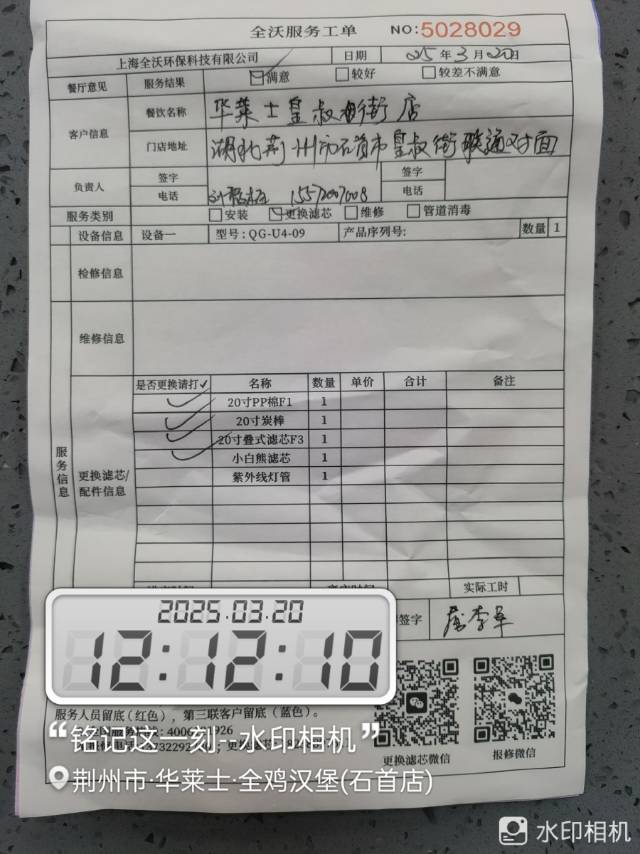 全沃服务工单 NO:5028029
上海全沃环保科技有限公司 日期 25年3月20日
餐厅意见 服务结果 满意 较好 较差不满意
客户信息 餐饮名称 华莱士皇叔街店
门店地址 湖北荆州市石首市皇叔街联通对面
负责人 签字 签字
电话 电话
服务类别 安装 更换滤芯 维修 管道消毒
设备信息 设备一 型号:QG-U4-09 产品序列号: 数量 1
检修信息
维修信息
服务信息
更换滤芯/配件信息
是否更换请打✓ 名称 数量 单价 合计 备注
✓ 20寸PP棉F1 1
✓ 20寸炭棒 1
✓ 20寸叠式滤芯F3 1
✓ 小白熊滤芯 1
紫外线灯管 1
实际工时
签字
2025.03.20
12:12:10
服务人员留底(红色),第三联客户留底(蓝色)。
“铭记这一刻-水印相机”
更换滤芯微信 报修微信
荆州市·华莱士·全鸡汉堡(石首店)
水印相机